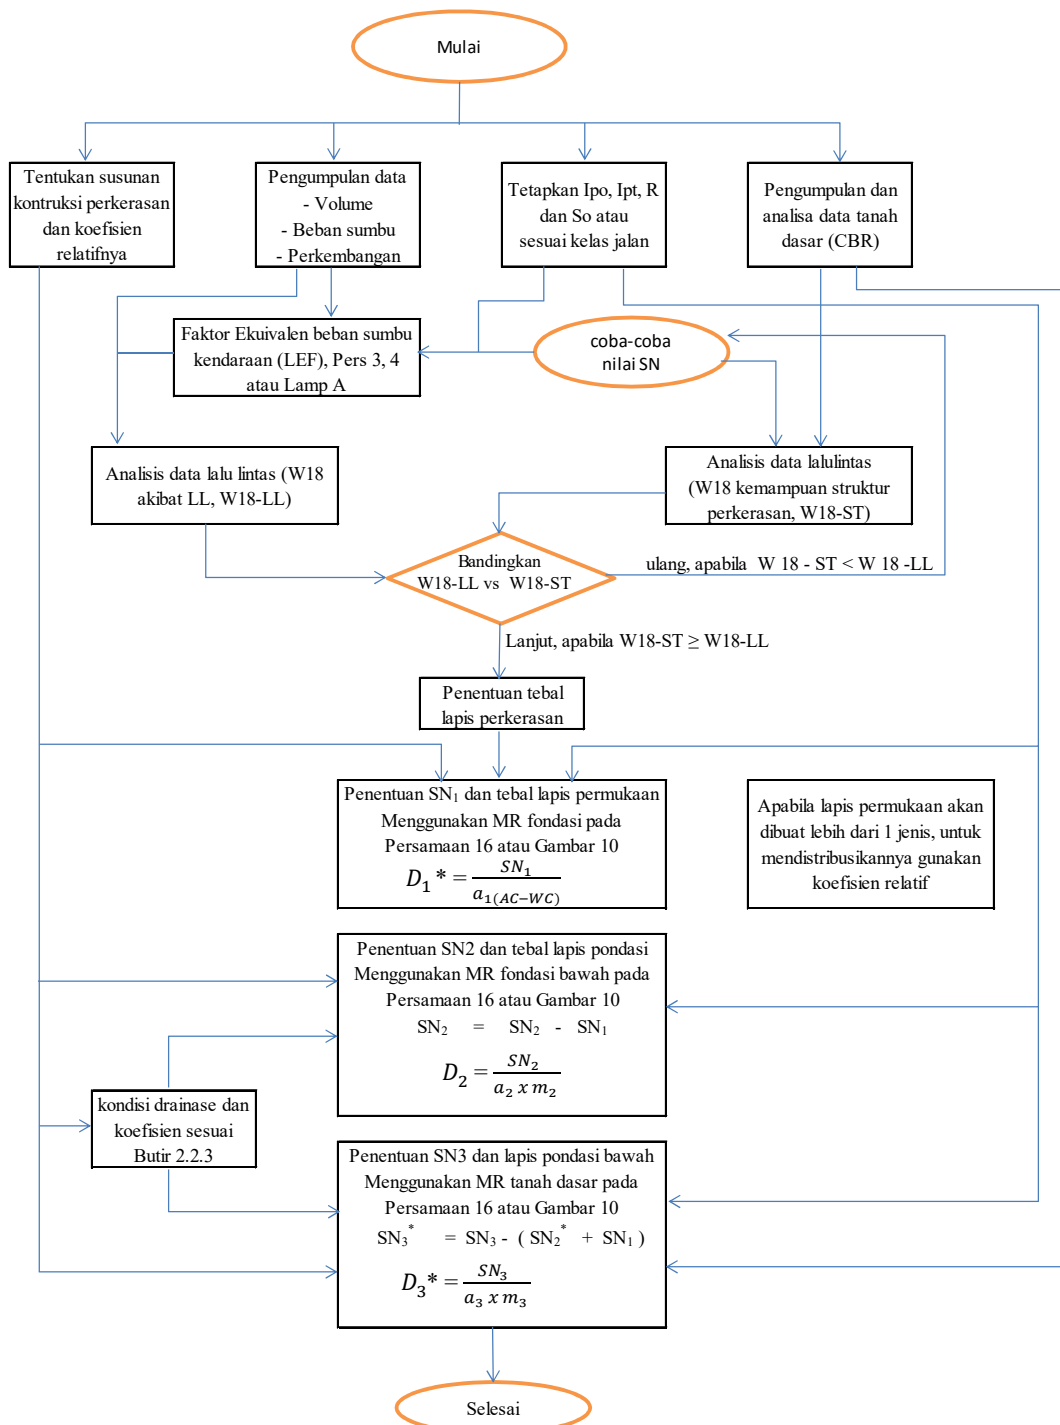 Mulai
Tentukan susunan
kontruksi perkerasan
dan koefisien
relatifnya
Pengumpulan data
- Volume
- Beban sumbu
- Perkembangan
Tetapkan Ipo, Ipt, R
dan So atau
sesuai kelas jalan
Pengumpulan dan
analisa data tanah
dasar (CBR)
Faktor Ekuivalen beban sumbu
kendaraan (LEF), Pers 3, 4
atau Lamp A
coba-coba
nilai SN
Analisis data lalu lintas (W18
akibat LL, W18-LL)
Analisis data lalulintas
(W18 kemampuan struktur
perkerasan, W18-ST)
Bandingkan
W18-LL vs W18-ST
ulang, apabila W 18 - ST < W 18 -LL
Lanjut, apabila W18-ST ≥ W18-LL
Penentuan tebal
lapis perkerasan
Penentuan SN₁ dan tebal lapis permukaan
Menggunakan MR fondasi pada
Persamaan 16 atau Gambar 10
D₁* = SN₁ / a₁(AC−WC)
Apabila lapis permukaan akan
dibuat lebih dari 1 jenis, untuk
mendistribusikannya gunakan
koefisien relatif
Penentuan SN2 dan tebal lapis pondasi
Menggunakan MR fondasi bawah pada
Persamaan 16 atau Gambar 10
SN₂ = SN₂ - SN₁
D₂ = SN₂ / a₂ x m₂
kondisi drainase dan
koefisien sesuai
Butir 2.2.3
Penentuan SN3 dan lapis pondasi bawah
Menggunakan MR tanah dasar pada
Persamaan 16 atau Gambar 10
SN₃* = SN₃ - ( SN₂* + SN₁ )
D₃* = SN₃ / a₃ x m₃
Selesai